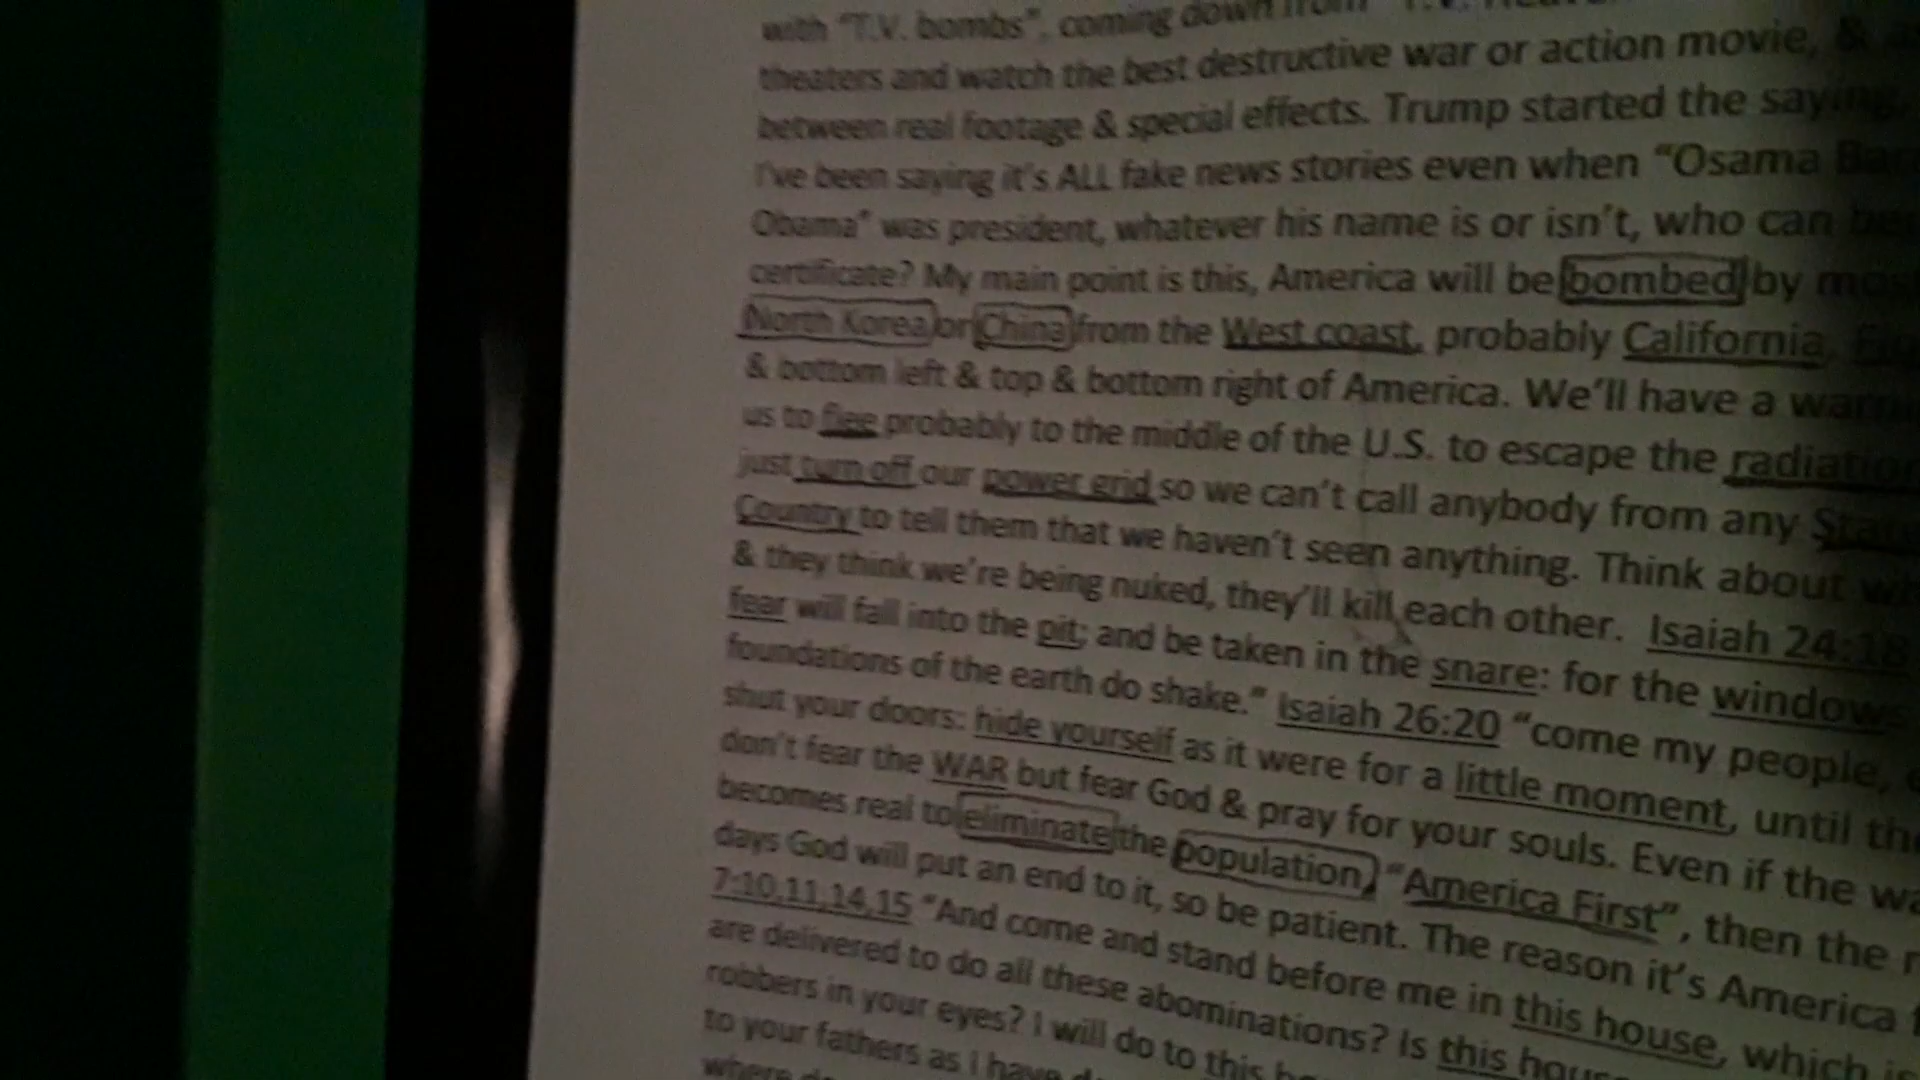 with "T.V. bombs", coming down from "T.V.
theaters and watch the best destructive war or action movie, &
between real footage & special effects. Trump started the saying,
I've been saying it's ALL fake news stories even when "Osama
Obama" was president, whatever his name is or isn't, who can
certificate? My main point is this, America will be bombed by
North Korea or China from the West coast, probably California,
& bottom left & top & bottom right of America. We'll have a
us to flee probably to the middle of the U.S. to escape the radiation
just turn off our power grid so we can't call anybody from any
Country to tell them that we haven't seen anything. Think about
& they think we're being nuked, they'll kill each other. Isaiah 24:18
fear will fall into the pit; and be taken in the snare: for the windows
foundations of the earth do shake." Isaiah 26:20 "come my people,
shut your doors: hide yourself as it were for a little moment, until
don't fear the WAR but fear God & pray for your souls. Even if the
becomes real to eliminate the population, "America First", then the
days God will put an end to it, so be patient. The reason it's America
7:10,11,14,15 "And come and stand before me in this house, which
are delivered to do all these abominations? Is this
robbers in your eyes? I will do to this
to your fathers as I have
where